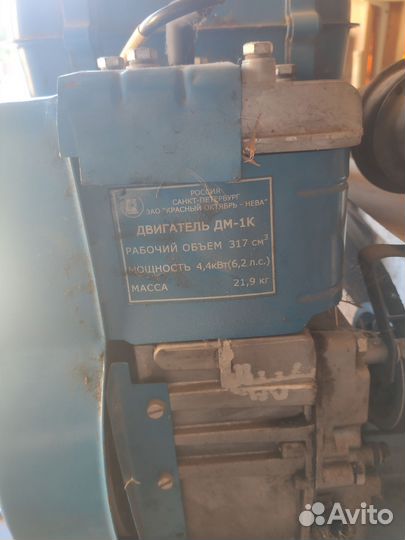 РОССИЯ
САНКТ-ПЕТЕРБУРГ
ЗАО "КРАСНЫЙ ОКТЯБРЬ -НЕВА"
ДВИГАТЕЛЬ ДМ-1К
РАБОЧИЙ ОБЪЕМ 317 см³
МОЩНОСТЬ 4,4кВт(6,2 л.с.)
МАССА 21,9 кг
Avito